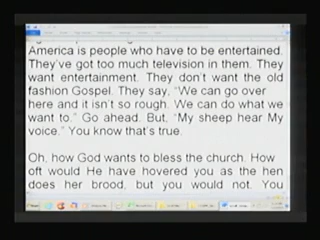 America is people who have to be entertained.
They've got too much television in them. They
want entertainment. They don't want the old
fashion Gospel. They say, "We can go over
here and it isn't so rough. We can do what we
want to." Go ahead. But, "My sheep hear My
voice." You know that's true.
Oh, how God wants to bless the church. How
oft would He have hovered you as the hen
does her brood, but you would not. You